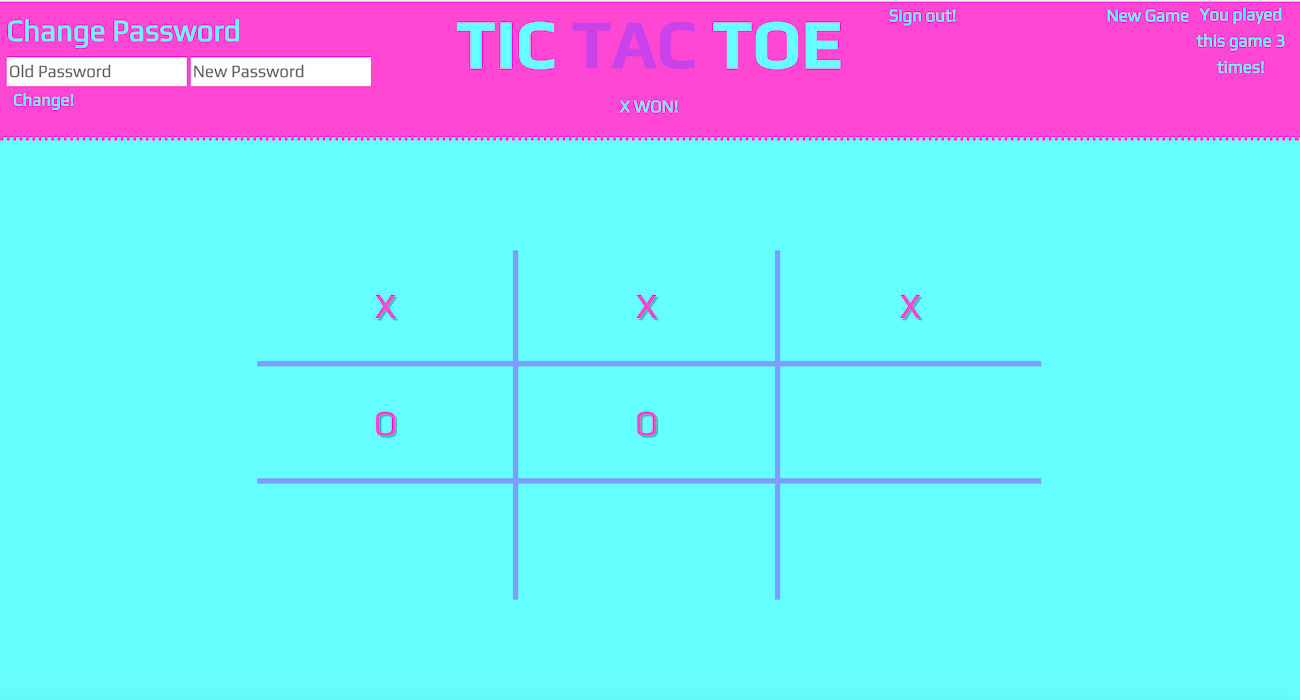 Change Password
Old Password New Password
Change!
TIC TAC TOE
X WON!
Sign out!
New Game
You played
this game 3
times!
X X X
O O